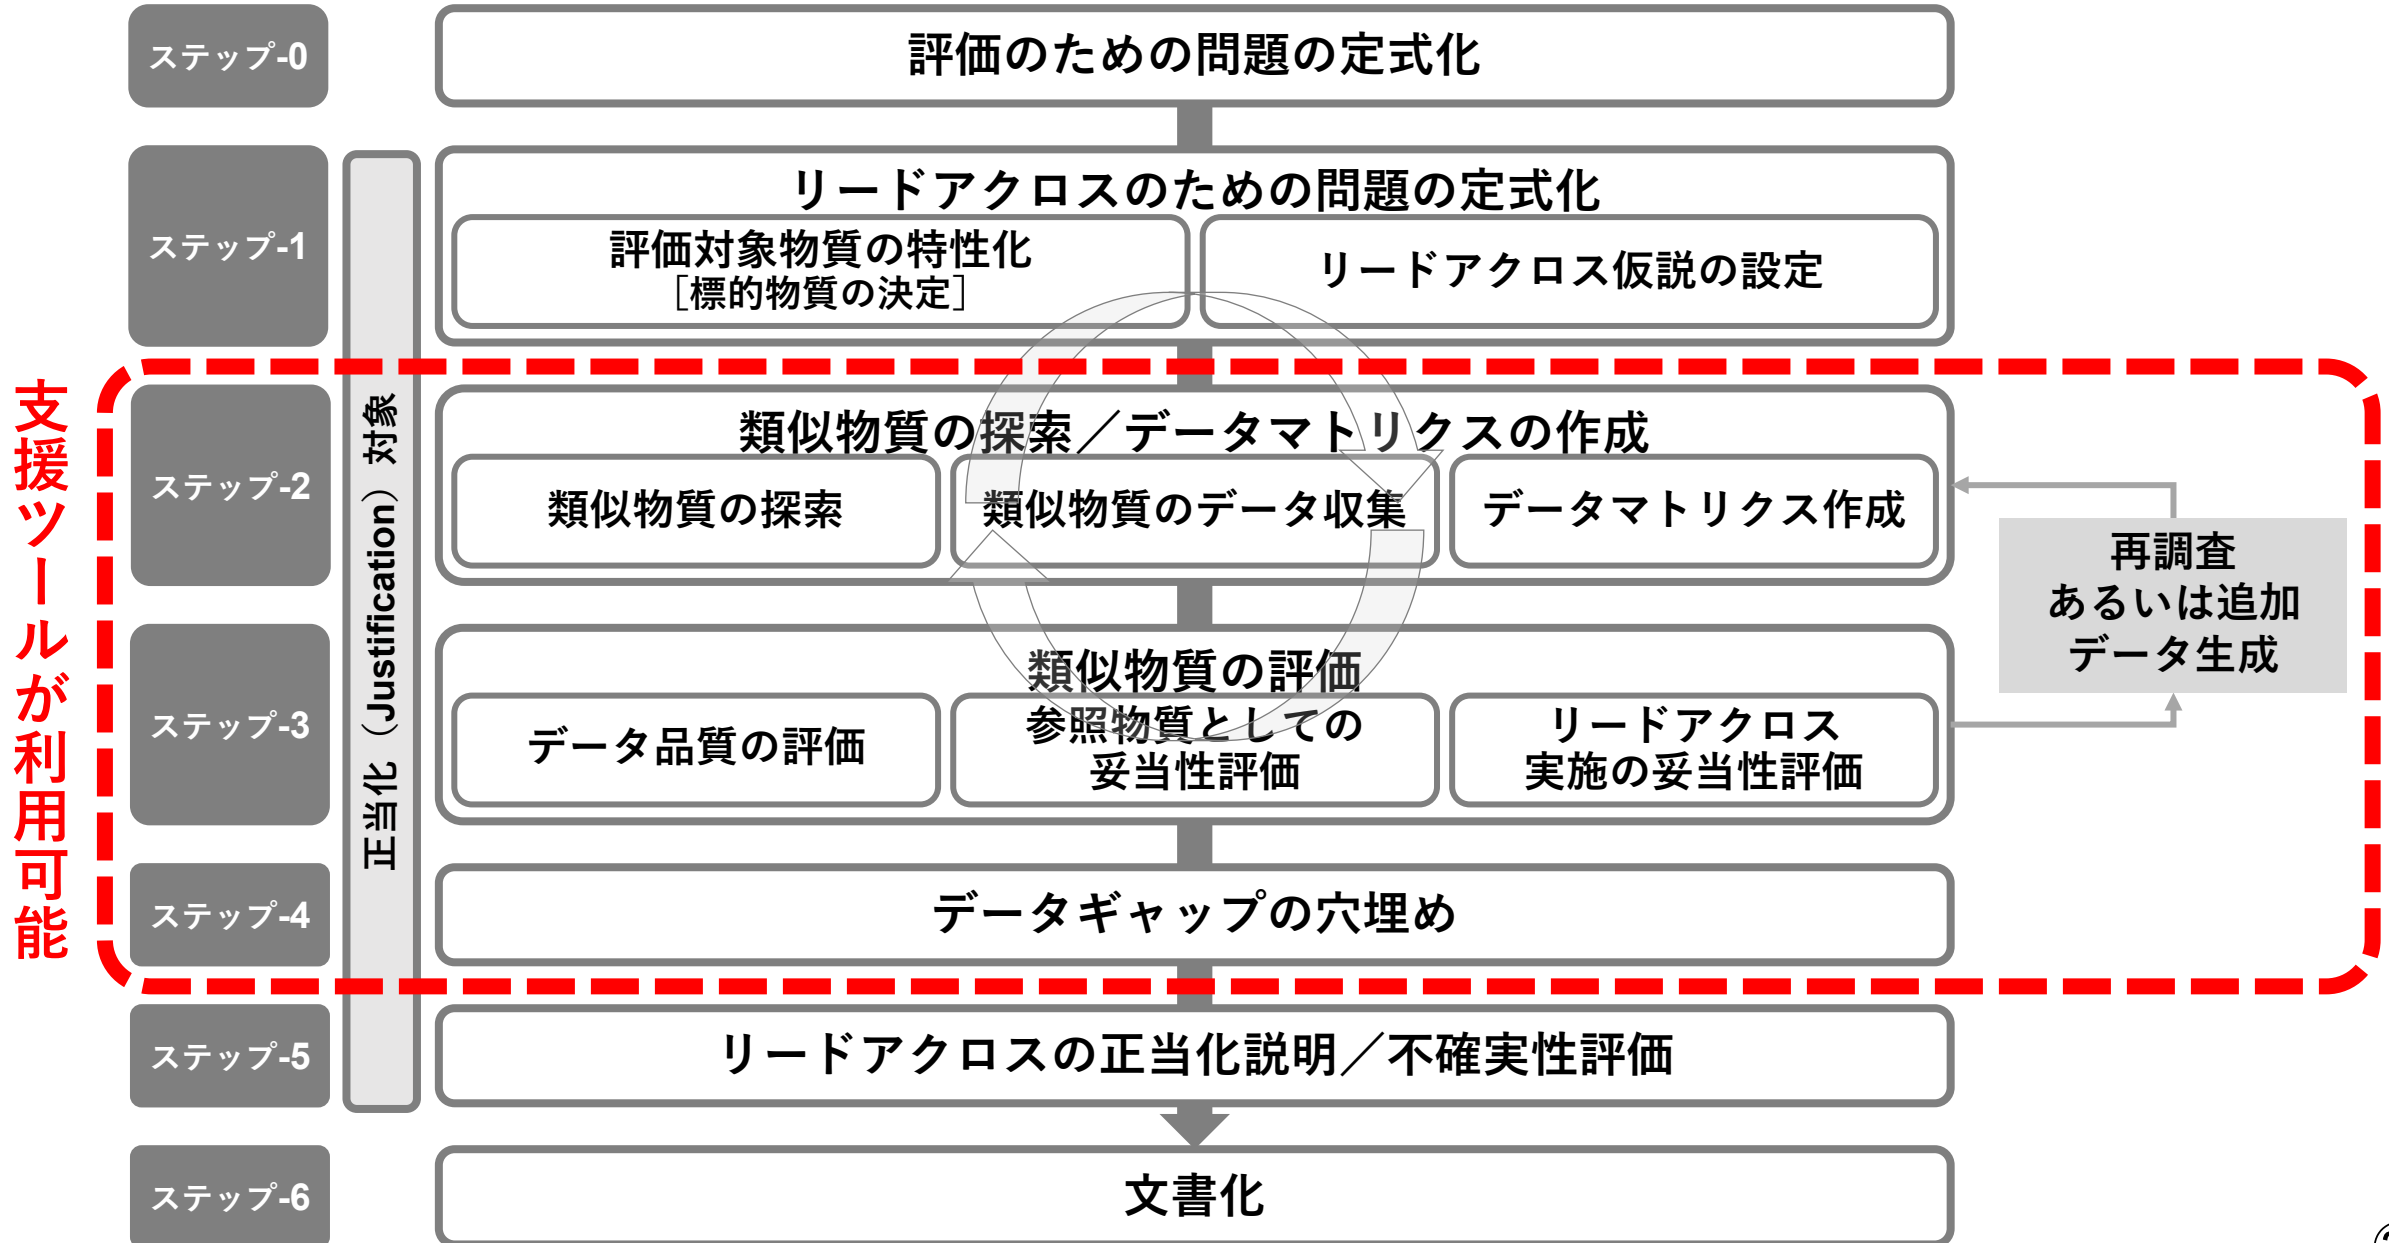 ステップ-0
評価のための問題の定式化
ステップ-1
リードアクロスのための問題の定式化
評価対象物質の特性化
［標的物質の決定］
リードアクロス仮説の設定
支援ツールが利用可能
正当化（Justification）対象
ステップ-2
類似物質の探索／データマトリクスの作成
類似物質の探索
類似物質のデータ収集
データマトリクス作成
再調査
あるいは追加
データ生成
ステップ-3
類似物質の評価
データ品質の評価
参照物質としての
妥当性評価
リードアクロス
実施の妥当性評価
ステップ-4
データギャップの穴埋め
ステップ-5
リードアクロスの正当化説明／不確実性評価
ステップ-6
文書化